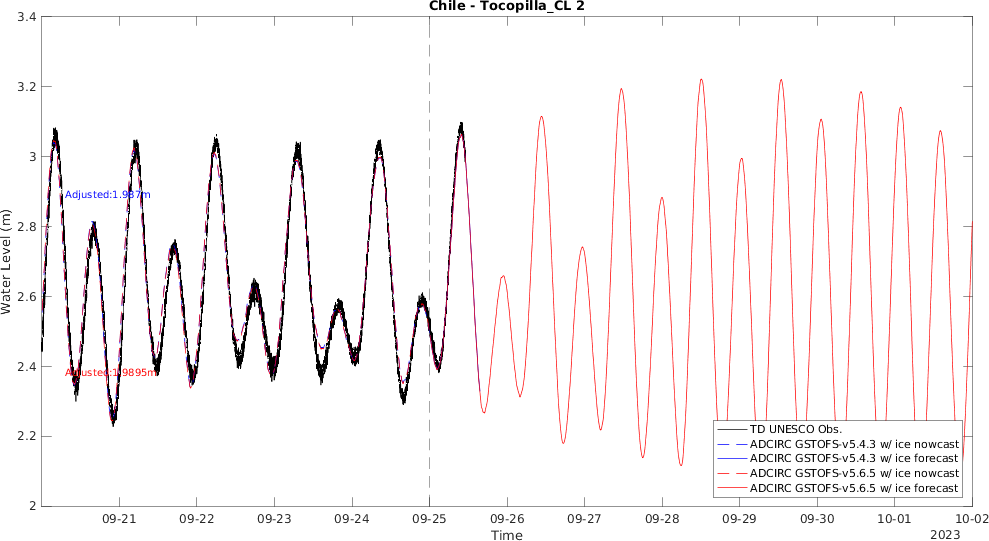 Chile - Tocopilla_CL 2
3.4
3.2
3
2.8
2.6
2.4
2.2
2
Water Level (m)
Adjusted:1.987m
Adjusted:1.9895m
TD UNESCO Obs.
ADCIRC GSTOFS-v5.4.3 w/ ice nowcast
ADCIRC GSTOFS-v5.4.3 w/ ice forecast
ADCIRC GSTOFS-v5.6.5 w/ ice nowcast
ADCIRC GSTOFS-v5.6.5 w/ ice forecast
09-21 09-22 09-23 09-24 09-25 09-26 09-27 09-28 09-29 09-30 10-01 10-02
Time
2023